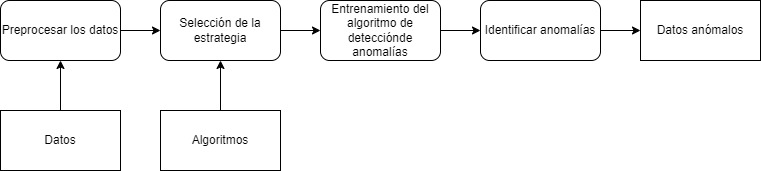 Preprocesar los datos
Selección de la
estrategia
Entrenamiento del
algoritmo de
detecciónde
anomalías
Identificar anomalías
Datos anómalos
Datos
Algoritmos